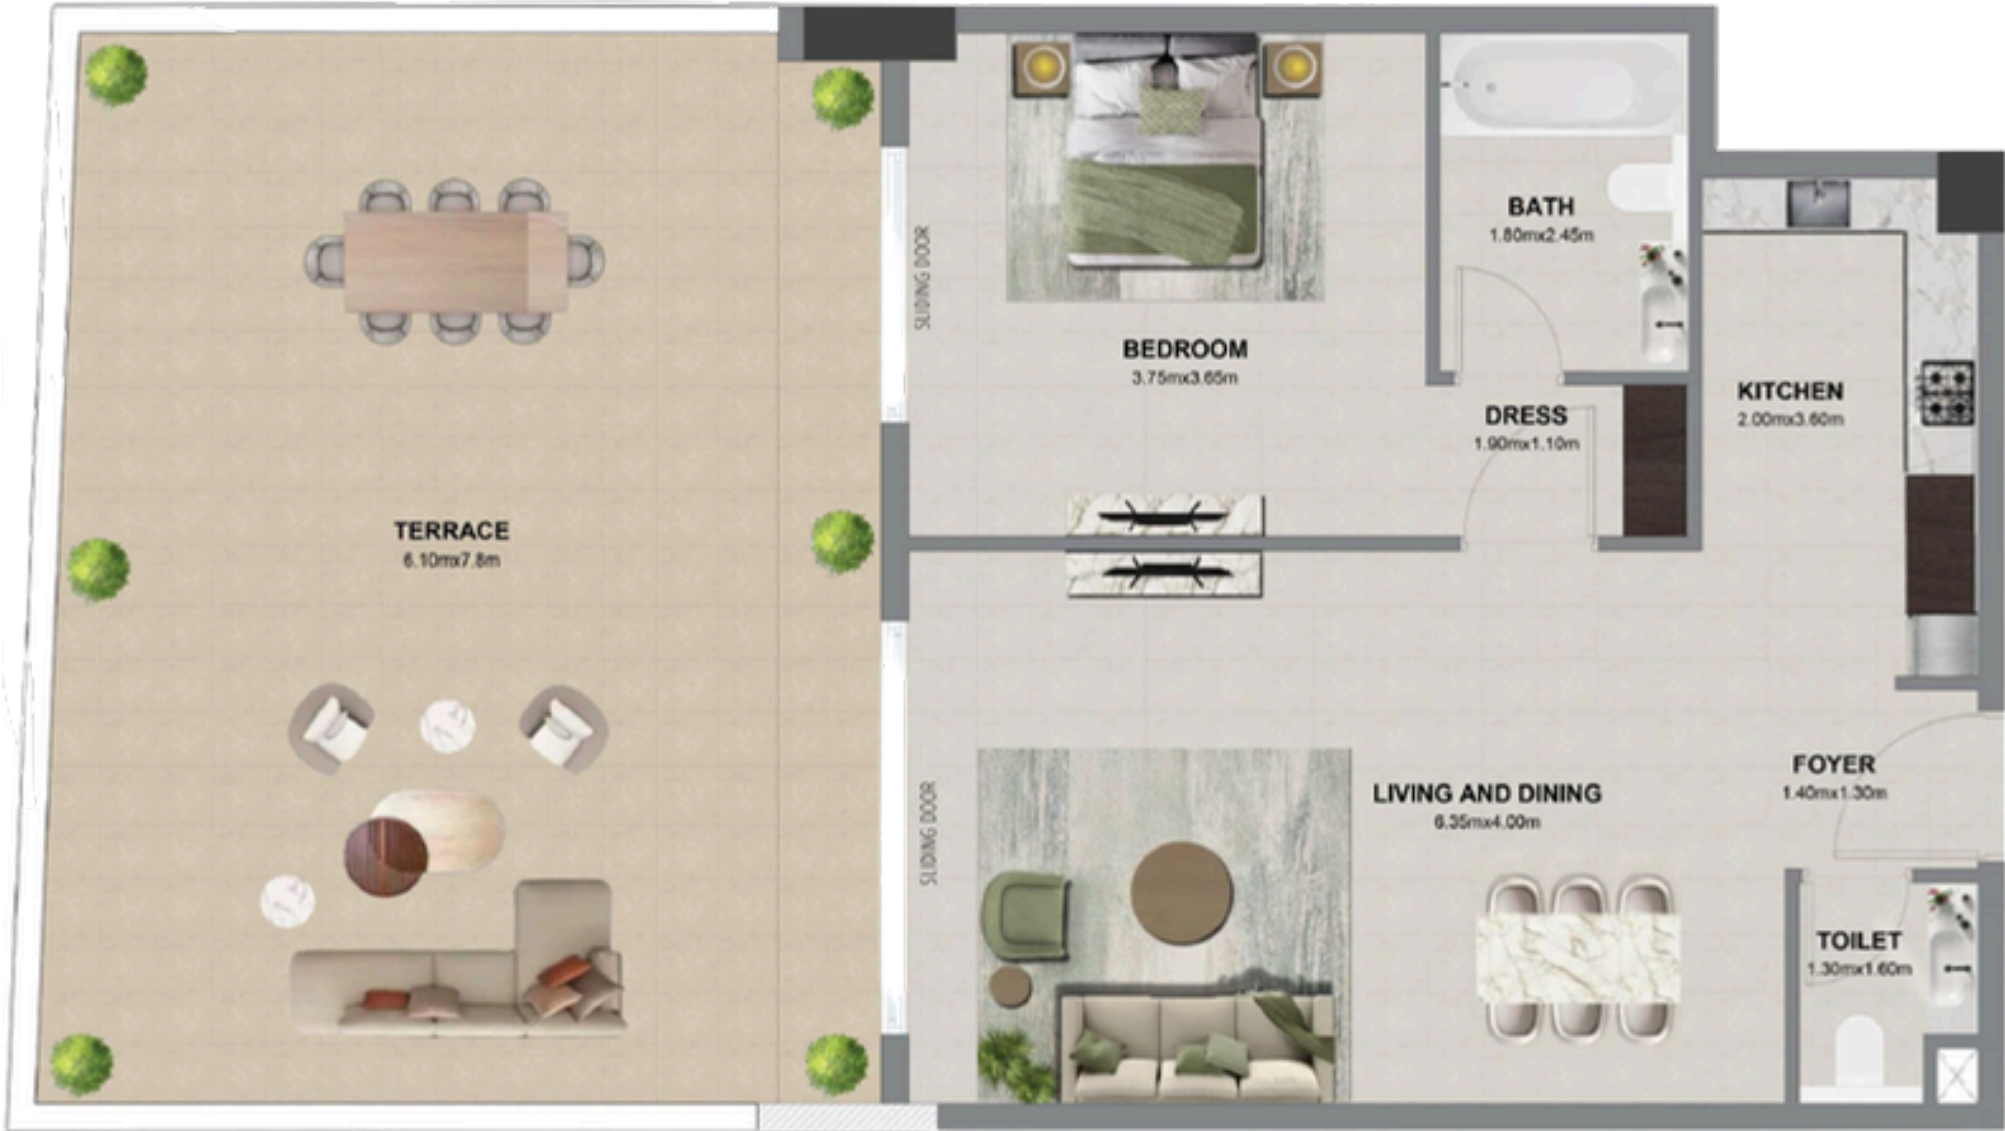 BATH
1.80mx2.45m
SLIDING DOOR
BEDROOM
3.75mx3.65m
KITCHEN
2.00mx3.60m
DRESS
1.90mx1.10m
TERRACE
6.10mx7.8m
FOYER
1.40mx1.30m
LIVING AND DINING
6.35mx4.00m
SLIDING DOOR
TOILET
1.30mx1.60m